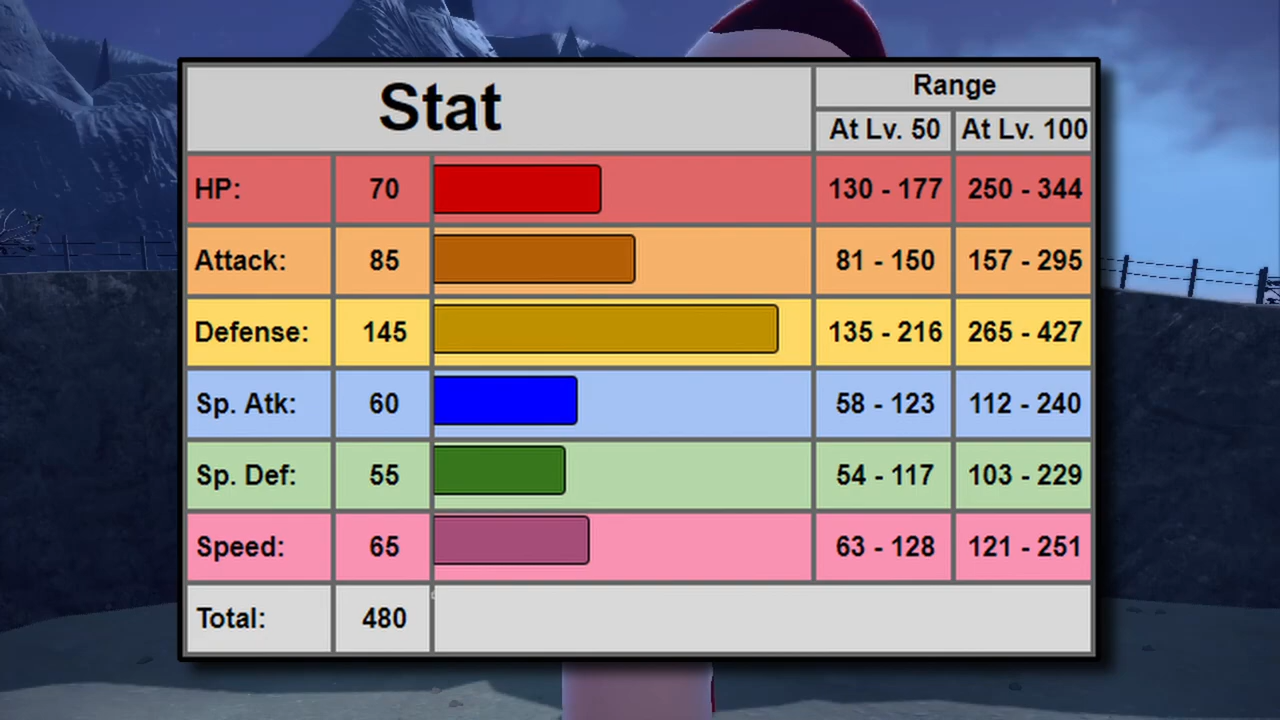 Stat Range
At Lv. 50 At Lv. 100
HP: 70 130 - 177 250 - 344
Attack: 85 81 - 150 157 - 295
Defense: 145 135 - 216 265 - 427
Sp. Atk: 60 58 - 123 112 - 240
Sp. Def: 55 54 - 117 103 - 229
Speed: 65 63 - 128 121 - 251
Total: 480